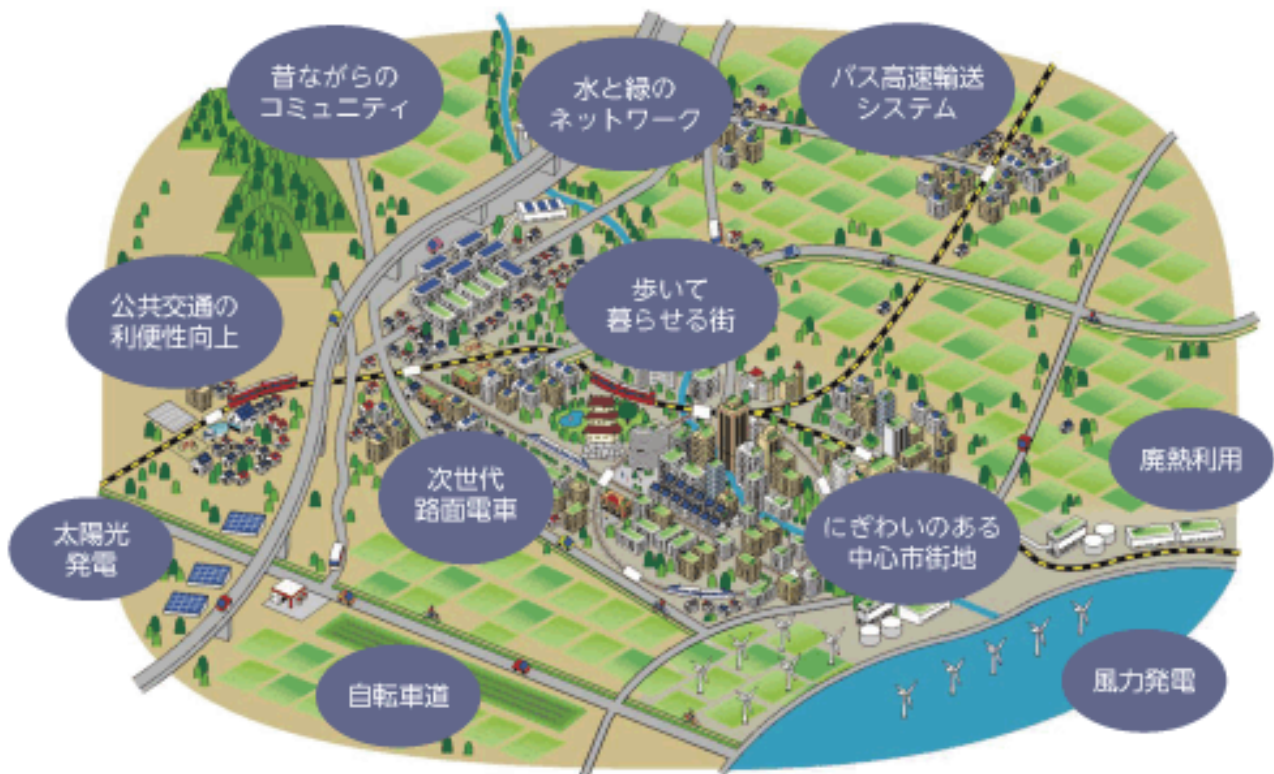 昔ながらの
コミュニティ
水と緑の
ネットワーク
バス高速輸送
システム
公共交通の
利便性向上
歩いて
暮らせる街
次世代
路面電車
廃熱利用
太陽光
発電
にぎわいのある
中心市街地
自転車道
風力発電